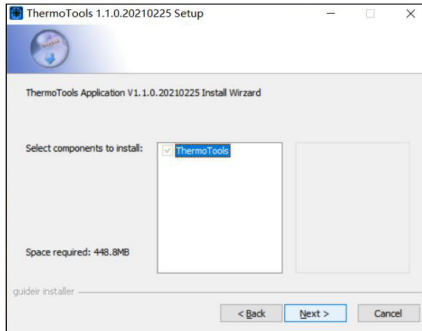 ThermoTools 1.1.0.20210225 Setup
ThermoTools Application V1.1.0.20210225 Install Wirzard
Select components to install:
ThermoTools
Space required: 448.8MB
guideir installer
< Back
Next >
Cancel